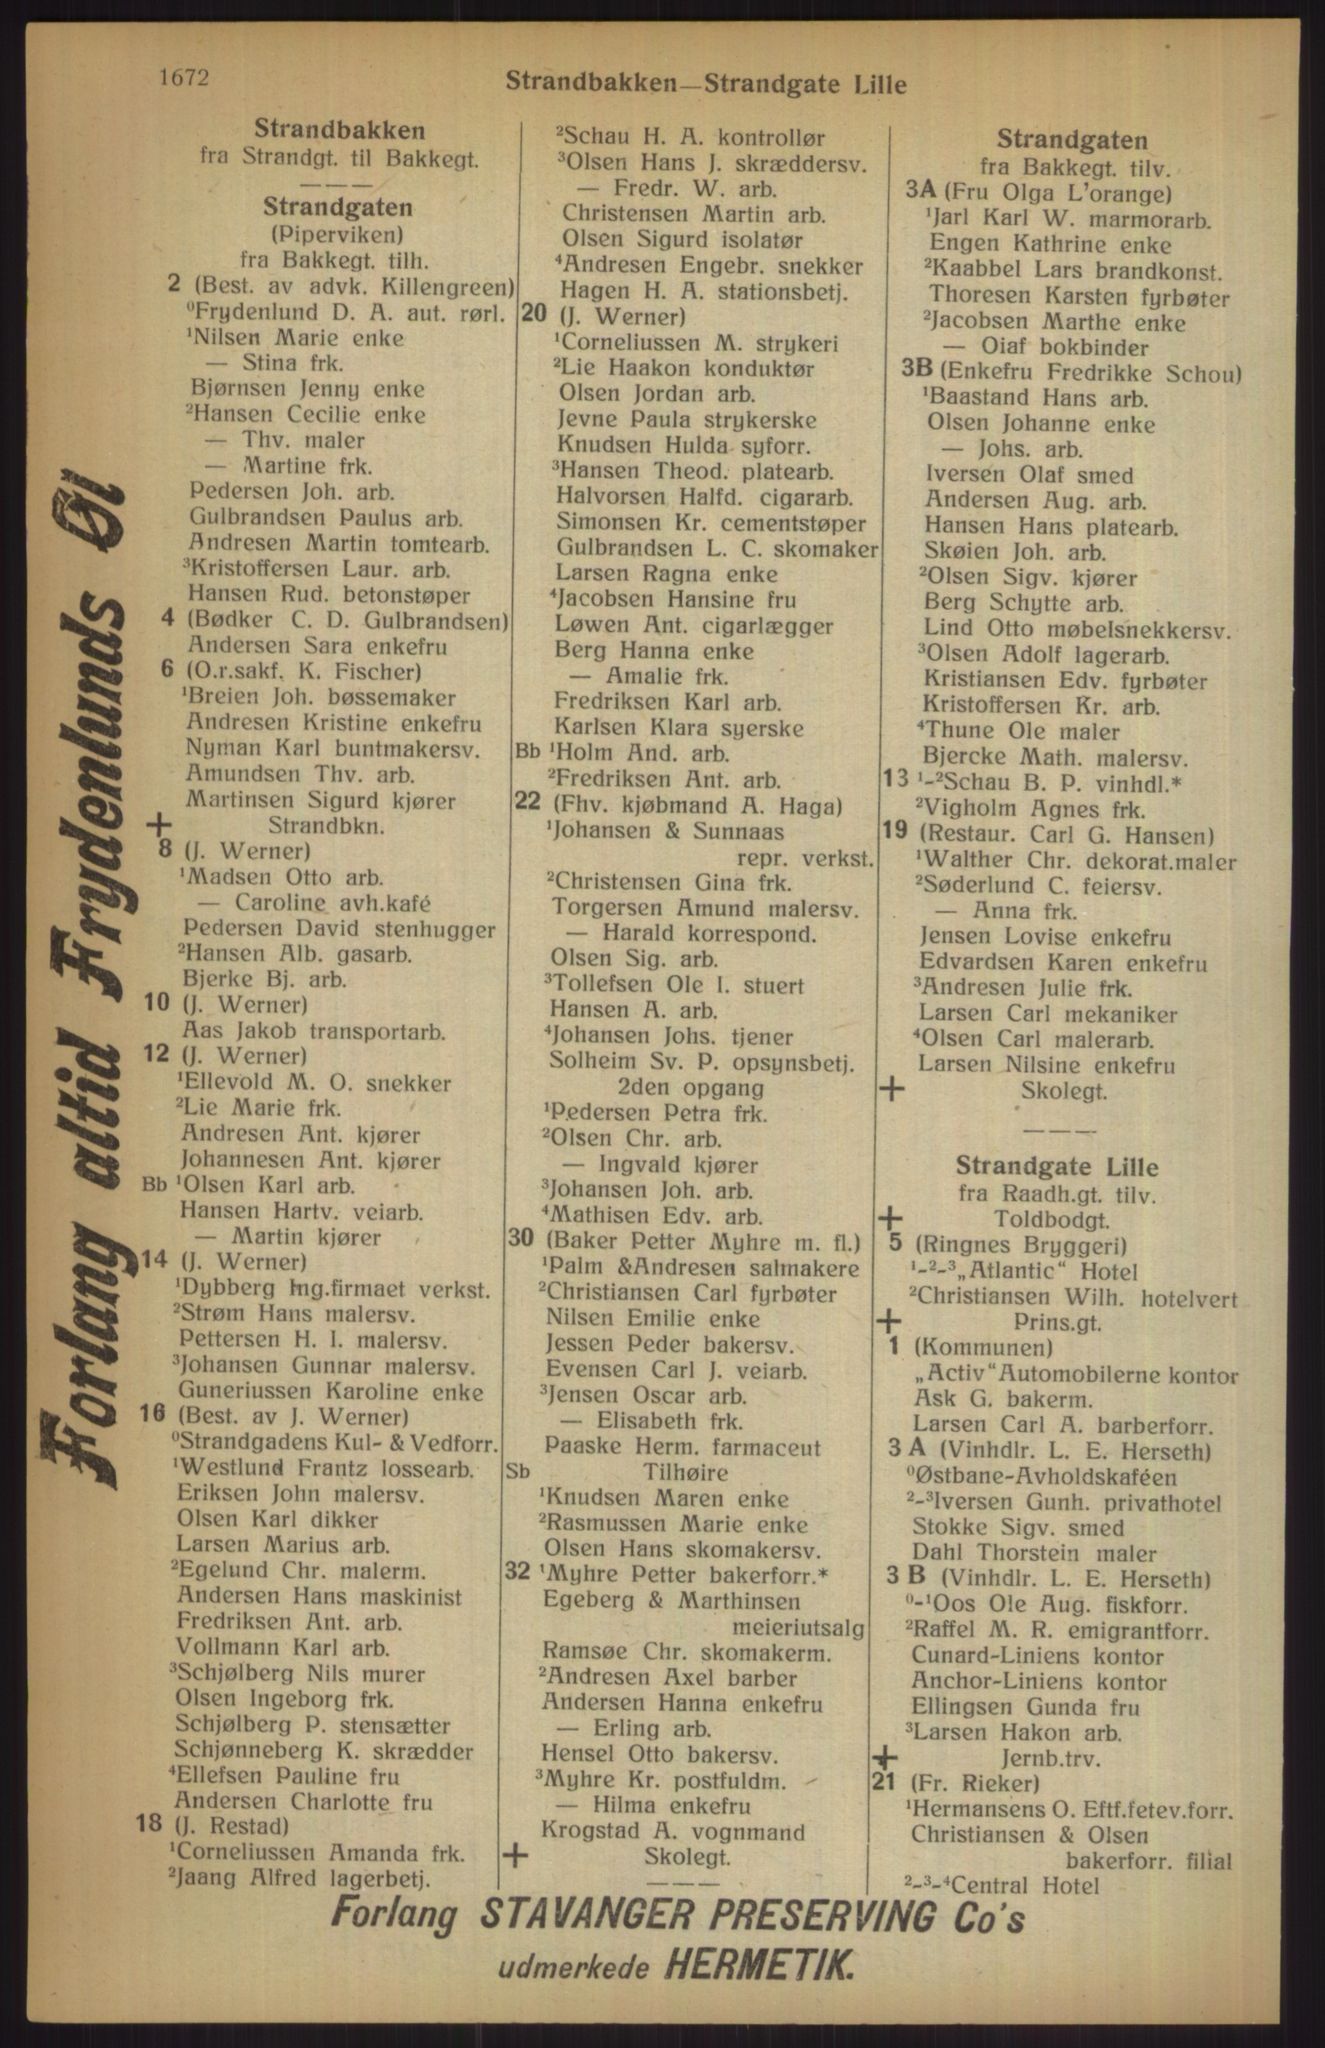 1672
Strandbakken—Strandgate Lille
Strandbakken
fra Strandgt. til Bakkegt.
Strandgaten
(Piperviken)
fra Bakkegt. tilh.
2 (Best. av advk. Killengreen)
⁰Frydenlund D. A. aut. rørl.
¹Nilsen Marie enke
— Stina frk.
Bjørnsen Jenny enke
²Hansen Cecilie enke
— Thv. maler
— Martine frk.
Pedersen Joh. arb.
Gulbrandsen Paulus arb.
Andresen Martin tomtearb.
³Kristoffersen Laur. arb.
Hansen Rud. betonstøper
4 (Bødker C. D. Gulbrandsen)
Andersen Sara enkefru
6 (O.r.sakf. K. Fischer)
¹Breien Joh. bøssemaker
Andresen Kristine enkefru
Nyman Karl buntmakersv.
Amundsen Thv. arb.
Martinsen Sigurd kjører
+ Strandbkn.
8 (J. Werner)
¹Madsen Otto arb.
— Caroline avh.kafé
Pedersen David stenhugger
²Hansen Alb. gasarb.
Bjerke Bj. arb.
10 (J. Werner)
Aas Jakob transportarb.
12 (J. Werner)
¹Ellevold M. O. snekker
²Lie Marie frk.
Andresen Ant. kjører
Johannesen Ant. kjører
Bb ¹Olsen Karl arb.
Hansen Hartv. veiarb.
— Martin kjører
14 (J. Werner)
¹Dybberg Ing.firmaet verkst.
²Strøm Hans malersv.
Pettersen H. I. malersv.
³Johansen Gunnar malersv.
Guneriussen Karoline enke
16 (Best. av J. Werner)
⁰Strandgadens Kul- & Vedforr.
¹Westlund Frantz lossearb.
Eriksen John malersv.
Olsen Karl dikker
Larsen Marius arb.
²Egelund Chr. malerm.
Andersen Hans maskinist
Fredriksen Ant. arb.
Vollmann Karl arb.
³Schjølberg Nils murer
Olsen Ingeborg frk.
Schjølberg P. stensætter
Schjønneberg K. skrædder
⁴Ellefsen Pauline fru
Andersen Charlotte fru
18 (J. Restad)
¹Corneliussen Amanda frk.
²Jaang Alfred lagerbetj.
²Schau H. A. kontrollør
³Olsen Hans J. skræddersv.
— Fredr. W. arb.
Christensen Martin arb.
Olsen Sigurd isolatør
⁴Andresen Engebr. snekker
Hagen H. A. stationsbetj.
20 (J. Werner)
¹Corneliussen M. strykeri
²Lie Haakon konduktør
Olsen Jordan arb.
Jevne Paula strykerske
Knudsen Hulda syforr.
³Hansen Theod. platearb.
Halvorsen Halfd. cigararb.
Simonsen Kr. cementstøper
Gulbrandsen L. C. skomaker
Larsen Ragna enke
⁴Jacobsen Hansine fru
Løwen Ant. cigarlægger
Berg Hanna enke
— Amalie frk.
Fredriksen Karl arb.
Karlsen Klara syerske
Bb ¹Holm And. arb.
²Fredriksen Ant. arb.
22 (Fhv. kjøbmand A. Haga)
¹Johansen & Sunnaas
repr. verkst.
²Christensen Gina frk.
Torgersen Amund malersv.
— Harald korrespond.
Olsen Sig. arb.
³Tollefsen Ole I. stuert
Hansen A. arb.
⁴Johansen Johs. tjener
Solheim Sv. P. opsynsbetj.
2den opgang
¹Pedersen Petra frk.
²Olsen Chr. arb.
— Ingvald kjører
³Johansen Joh. arb.
⁴Mathisen Edv. arb.
30 (Baker Petter Myhre m. fl.)
¹Palm &Andresen salmakere
²Christiansen Carl fyrbøter
Nilsen Emilie enke
Jessen Peder bakersv.
Evensen Carl J. veiarb.
³Jensen Oscar arb.
— Elisabeth frk.
Paaske Herm. farmaceut
Sb Tilhøire
¹Knudsen Maren enke
²Rasmussen Marie enke
Olsen Hans skomakersv.
32 ¹Myhre Petter bakerforr.*
Egeberg & Marthinsen
meieriutsalg
Ramsøe Chr. skomakerm.
²Andresen Axel barber
Andersen Hanna enkefru
— Erling arb.
Hensel Otto bakersv.
³Myhre Kr. postfuldm.
— Hilma enkefru
Krogstad A. vognmand
+ Skolegt.
Strandgaten
fra Bakkegt. tilv.
3A (Fru Olga L'orange)
¹Jarl Karl W. marmorarb.
Engen Kathrine enke
²Kaabbel Lars brandkonst.
Thoresen Karsten fyrbøter
²Jacobsen Marthe enke
— Oiaf bokbinder
3B (Enkefru Fredrikke Schou)
¹Baastand Hans arb.
Olsen Johanne enke
— Johs. arb.
Iversen Olaf smed
Andersen Aug. arb.
Hansen Hans platearb.
Skøien Joh. arb.
²Olsen Sigv. kjører
Berg Schytte arb.
Lind Otto møbelsnekkersv.
³Olsen Adolf lagerarb.
Kristiansen Edv. fyrbøter
Kristoffersen Kr. arb.
⁴Thune Ole maler
Bjercke Math. malersv.
13 ¹-²Schau B. P. vinhdl.*
²Vigholm Agnes frk.
19 (Restaur. Carl G. Hansen)
¹Walther Chr. dekorat.maler
²Søderlund C. feiersv.
— Anna frk.
Jensen Lovise enkefru
Edvardsen Karen enkefru
³Andresen Julie frk.
Larsen Carl mekaniker
⁴Olsen Carl malerarb.
Larsen Nilsine enkefru
+ Skolegt.
Strandgate Lille
fra Raadh.gt. tilv.
+ Toldbodgt.
5 (Ringnes Bryggeri)
¹-²-³„Atlantic“ Hotel
²Christiansen Wilh. hotelvert
+ Prins.gt.
1 (Kommunen)
„Activ“Automobilerne kontor
Ask G. bakerm.
Larsen Carl A. barberforr.
3 A (Vinhdlr. L. E. Herseth)
⁰Østbane-Avholdskaféen
²-³Iversen Gunh. privathotel
Stokke Sigv. smed
Dahl Thorstein maler
3 B (Vinhdlr. L. E. Herseth)
⁰-¹Oos Ole Aug. fiskforr.
²Raffel M. R. emigrantforr.
Cunard-Liniens kontor
Anchor-Liniens kontor
Ellingsen Gunda fru
³Larsen Hakon arb.
+ Jernb.trv.
21 (Fr. Rieker)
¹Hermansens O. Eftf.fetev.forr.
Christiansen & Olsen
bakerforr. filial
²-³-⁴Central Hotel
Forlang altid Frydenlunds Øl
Forlang STAVANGER PRESERVING Co's
udmerkede HERMETIK.